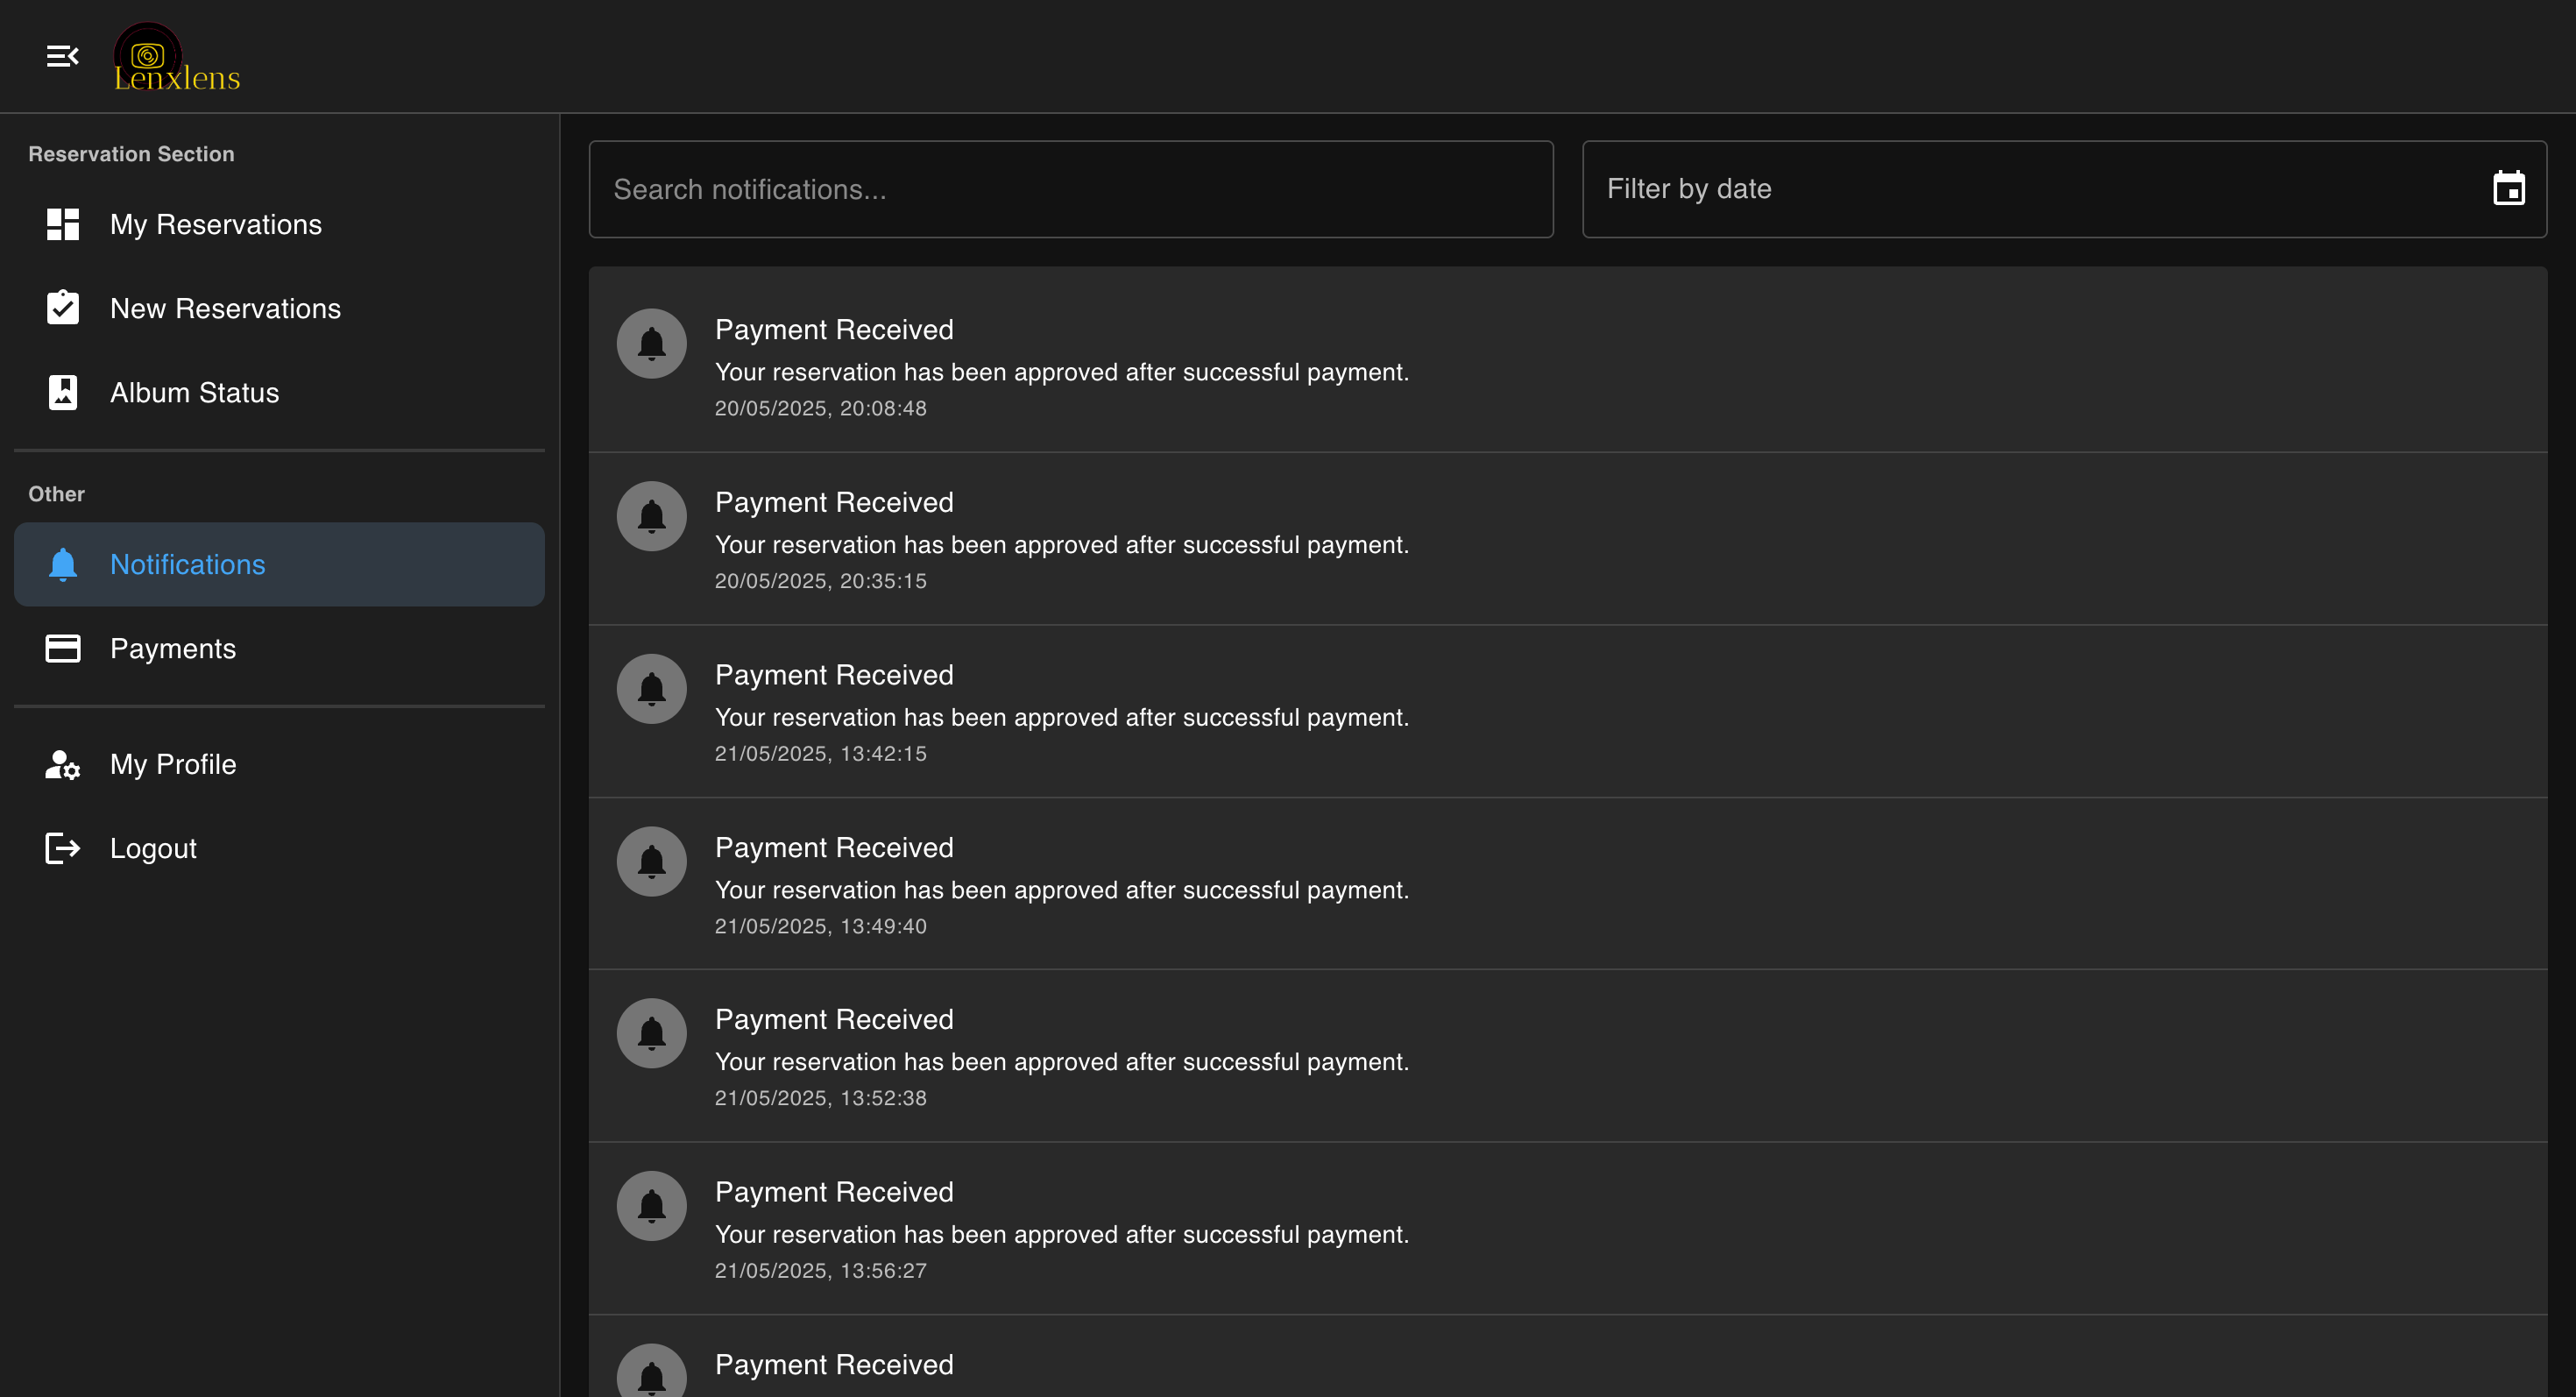 Lenxlens
Reservation Section
My Reservations
New Reservations
Album Status
Other
Notifications
Payments
My Profile
Logout
Search notifications...
Filter by date
Payment Received
Your reservation has been approved after successful payment.
20/05/2025, 20:08:48
Payment Received
Your reservation has been approved after successful payment.
20/05/2025, 20:35:15
Payment Received
Your reservation has been approved after successful payment.
21/05/2025, 13:42:15
Payment Received
Your reservation has been approved after successful payment.
21/05/2025, 13:49:40
Payment Received
Your reservation has been approved after successful payment.
21/05/2025, 13:52:38
Payment Received
Your reservation has been approved after successful payment.
21/05/2025, 13:56:27
Payment Received